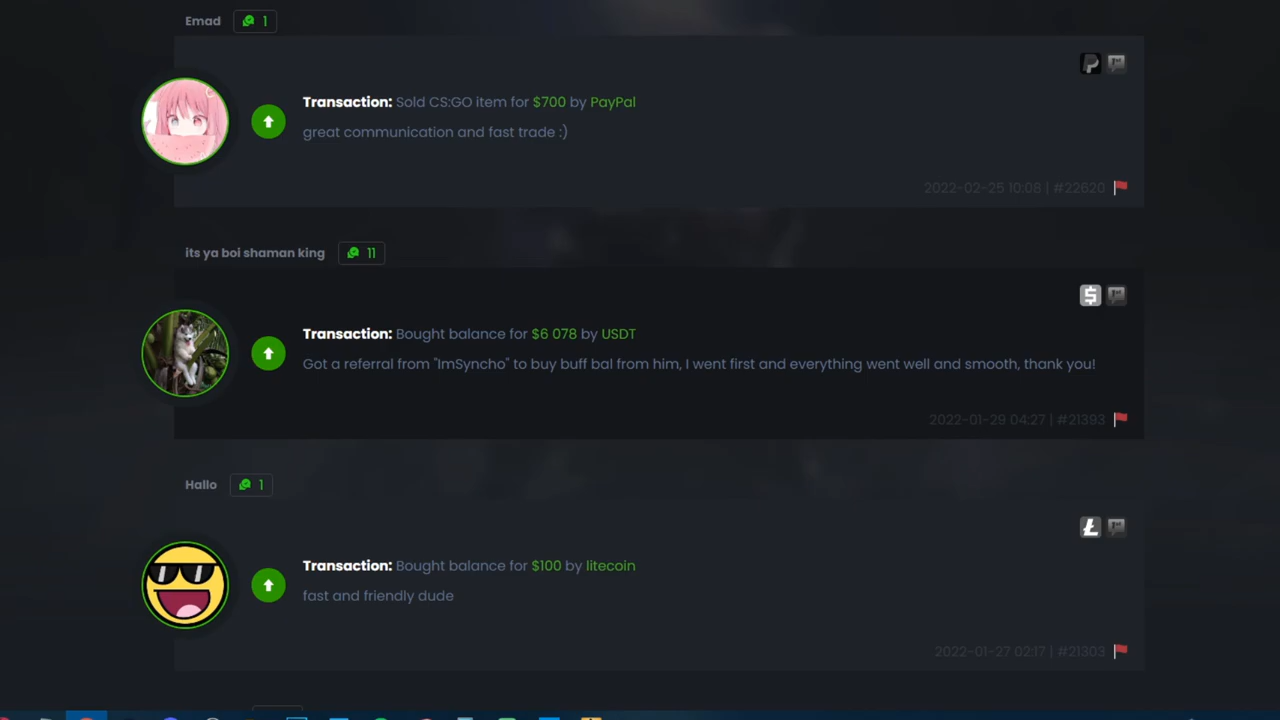 Emad 1
Transaction: Sold CS:GO item for $700 by PayPal
great communication and fast trade :)
2022-02-25 10:08 | #22620
its ya boi shaman king 11
Transaction: Bought balance for $6 078 by USDT
Got a referral from "ImSyncho" to buy buff bal from him, I went first and everything went well and smooth, thank you!
2022-01-29 04:27 | #21393
Hallo 1
Transaction: Bought balance for $100 by litecoin
fast and friendly dude
2022-01-27 02:17 | #21303